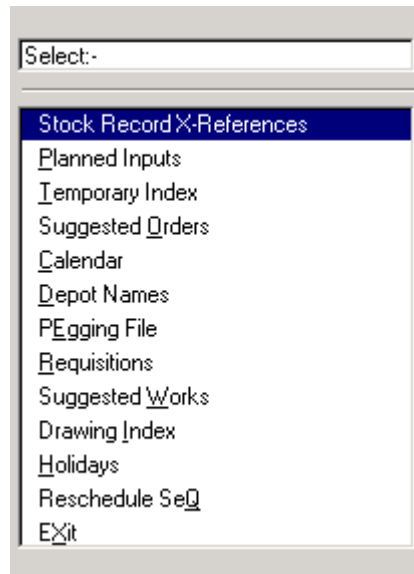 Select:-
Stock Record X-References
Planned Inputs
Temporary Index
Suggested Orders
Calendar
Depot Names
PEgging File
Requisitions
Suggested Works
Drawing Index
Holidays
Reschedule SeQ
EXit